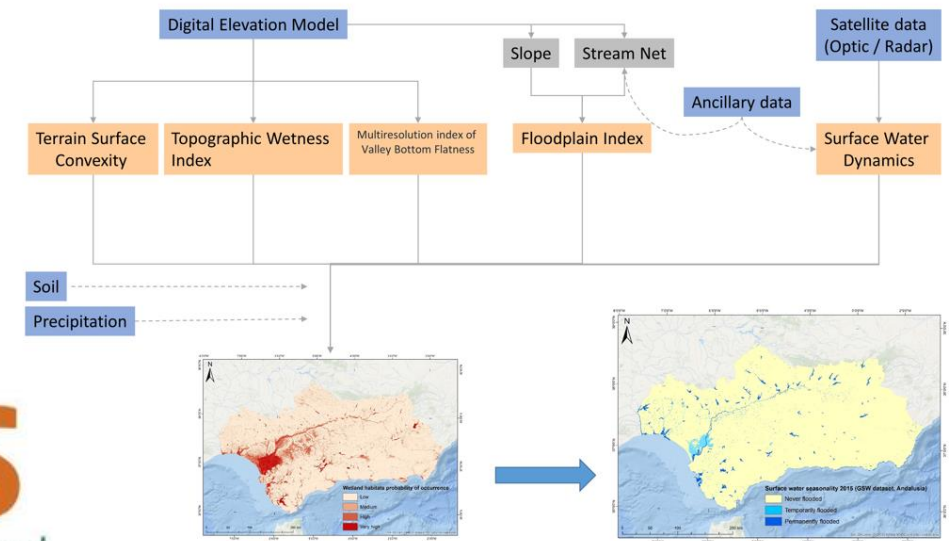 Digital Elevation Model
Satellite data
(Optic / Radar)
Slope
Stream Net
Ancillary data
Terrain Surface
Convexity
Topographic Wetness
Index
Multiresolution index of
Valley Bottom Flatness
Floodplain Index
Surface Water
Dynamics
Soil
Precipitation
N
Wetland habitats probability of occurrence
Low
Medium
High
Very high
N
Surface water seasonality 2015 (GSW dataset, Andalusia)
Never flooded
Temporarily flooded
Permanently flooded
S